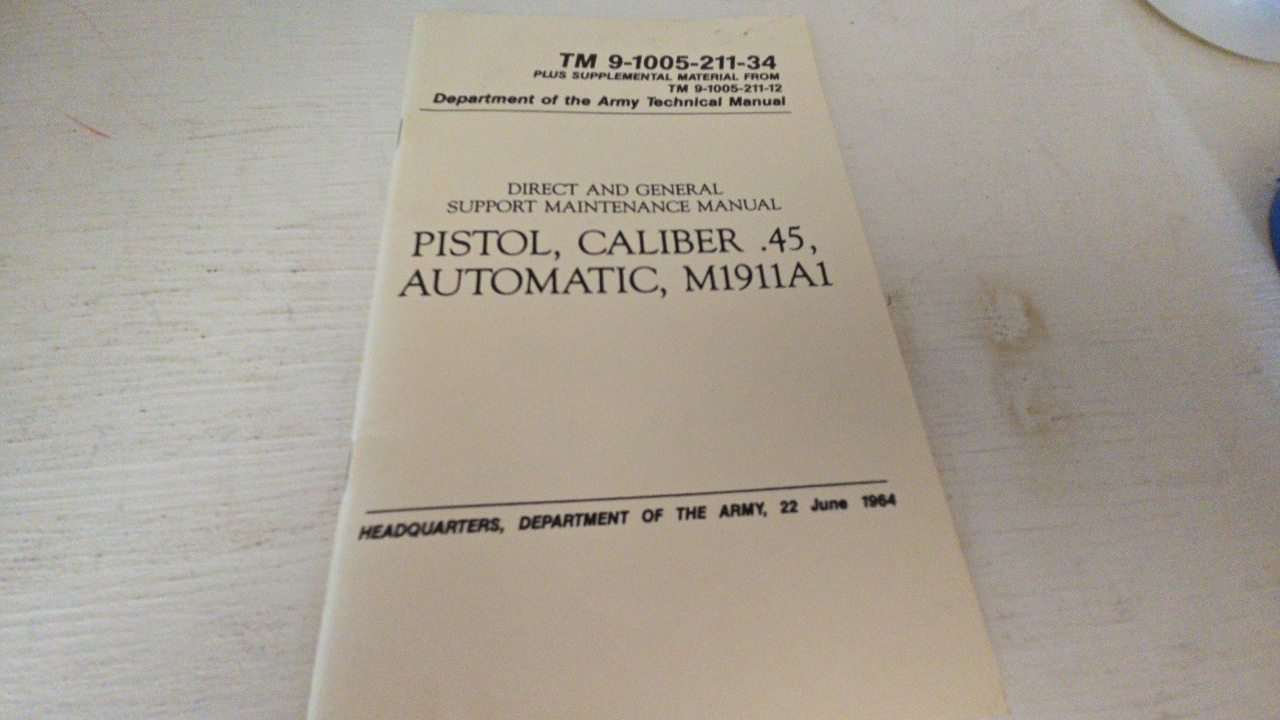 TM 9-1005-211-34
PLUS SUPPLEMENTAL MATERIAL FROM
TM 9-1005-211-12
Department of the Army Technical Manual
DIRECT AND GENERAL
SUPPORT MAINTENANCE MANUAL
PISTOL, CALIBER .45,
AUTOMATIC, M1911A1
HEADQUARTERS, DEPARTMENT OF THE ARMY, 22 June 1964